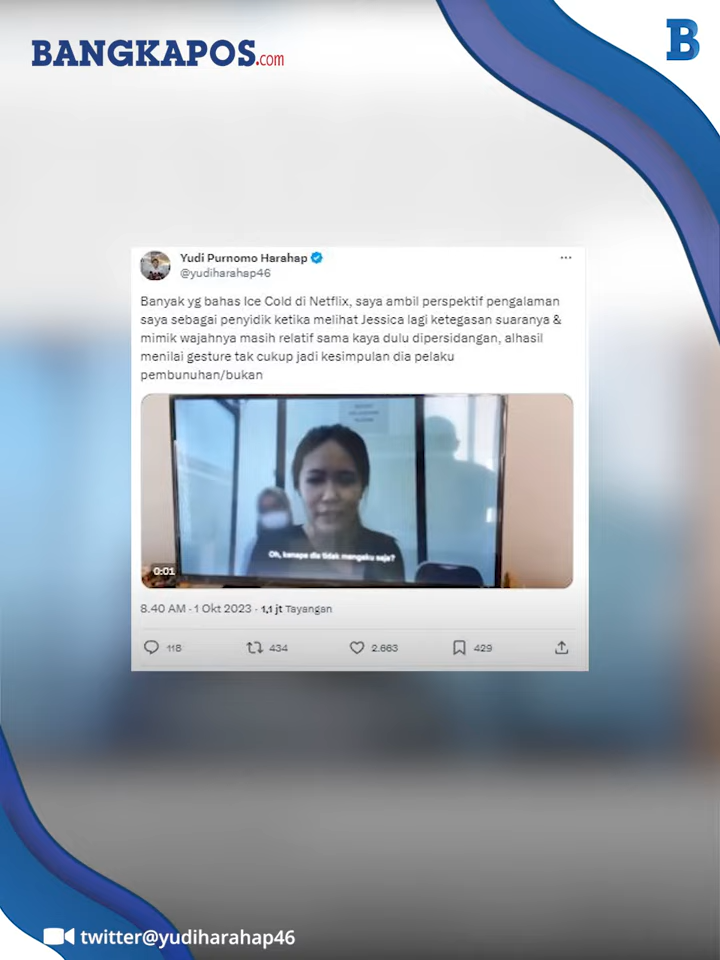 BANGKAPOS.com
B
Yudi Purnomo Harahap
@yudiharahap46
Banyak yg bahas Ice Cold di Netflix, saya ambil perspektif pengalaman
saya sebagai penyidik ketika melihat Jessica lagi ketegasan suaranya &
mimik wajahnya masih relatif sama kaya dulu dipersidangan, alhasil
menilai gesture tak cukup jadi kesimpulan dia pelaku
pembunuhan/bukan
Oh, kenapa dia tidak mengaku saja?
0:01
8.40 AM · 1 Okt 2023 · 1,1 jt Tayangan
118 434 2.663 429
twitter@yudiharahap46